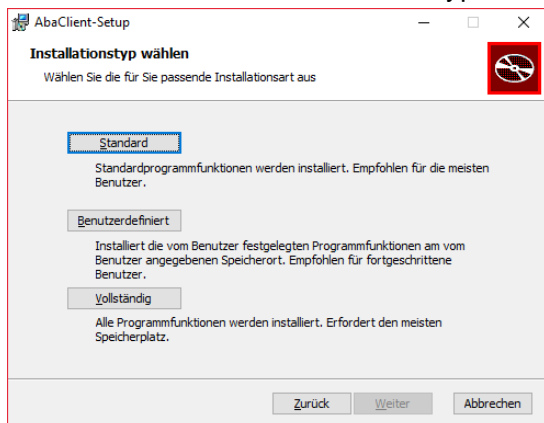 AbaClient-Setup
Installationstyp wählen
Wählen Sie die für Sie passende Installationsart aus
Standard
Standardprogrammfunktionen werden installiert. Empfohlen für die meisten
Benutzer.
Benutzerdefiniert
Installiert die vom Benutzer festgelegten Programmfunktionen am vom
Benutzer angegebenen Speicherort. Empfohlen für fortgeschrittene
Benutzer.
Vollständig
Alle Programmfunktionen werden installiert. Erfordert den meisten
Speicherplatz.
Zurück Weiter Abbrechen